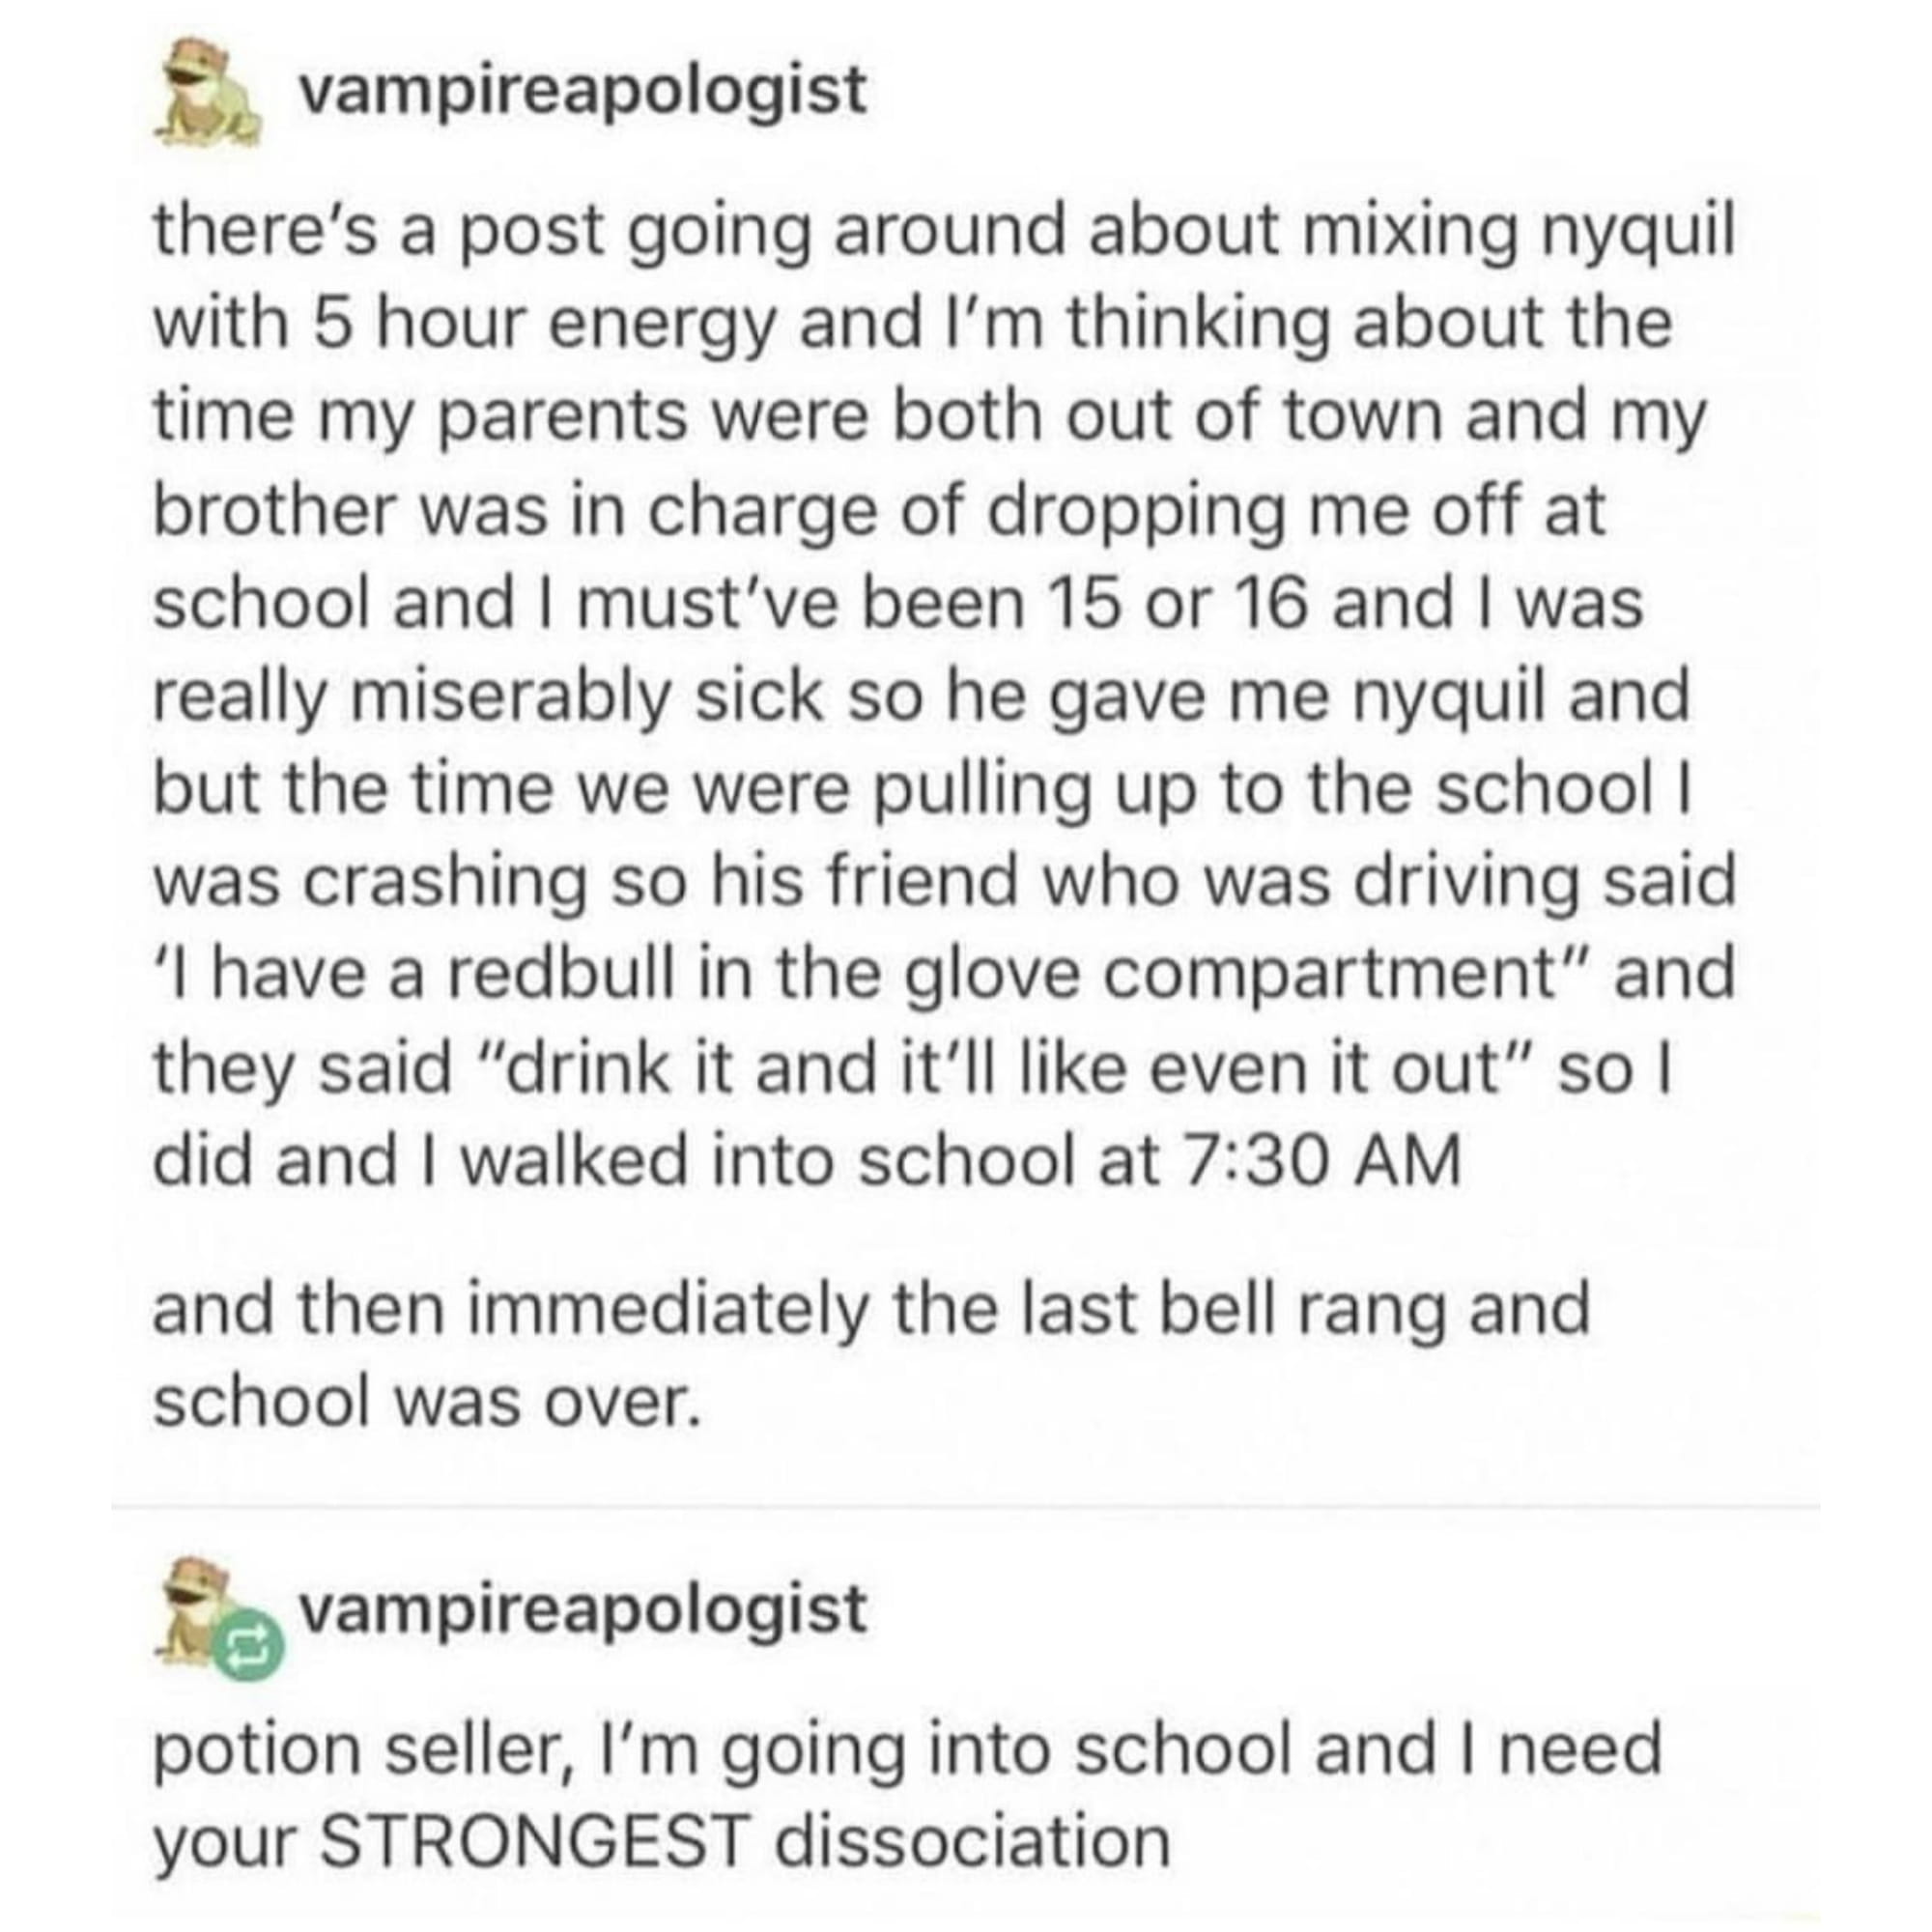 vampireapologist
there's a post going around about mixing nyquil
with 5 hour energy and I'm thinking about the
time my parents were both out of town and my
brother was in charge of dropping me off at
school and I must've been 15 or 16 and I was
really miserably sick so he gave me nyquil and
but the time we were pulling up to the school I
was crashing so his friend who was driving said
'I have a redbull in the glove compartment" and
they said "drink it and it'll like even it out" so I
did and I walked into school at 7:30 AM
and then immediately the last bell rang and
school was over.
vampireapologist
potion seller, I'm going into school and I need
your STRONGEST dissociation